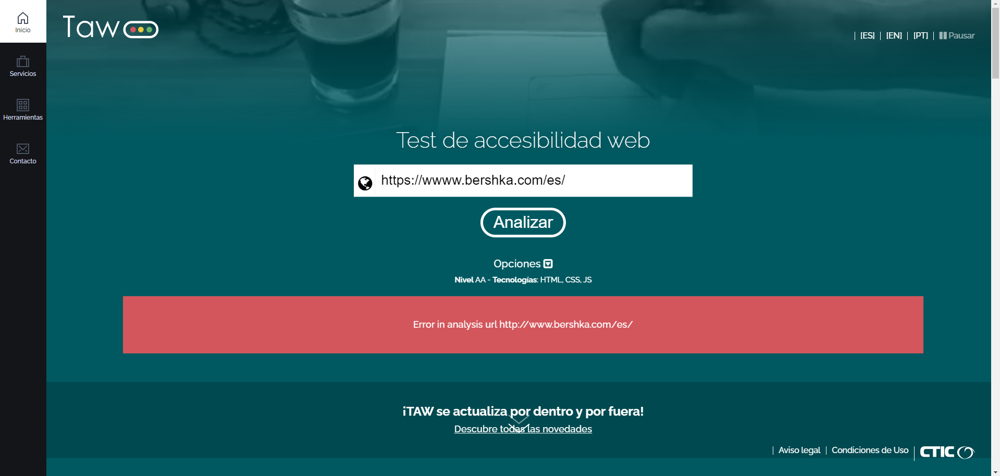 Inicio
Servicios
Herramientas
Contacto
Taw
[ES] [EN] [PT] Pausar
Test de accesibilidad web
https://wwww.bershka.com/es/
Analizar
Opciones
Nivel AA - Tecnologías: HTML, CSS, JS
Error in analysis url http://www.bershka.com/es/
¡TAW se actualiza por dentro y por fuera!
Descubre todas las novedades
Aviso legal Condiciones de Uso CTIC